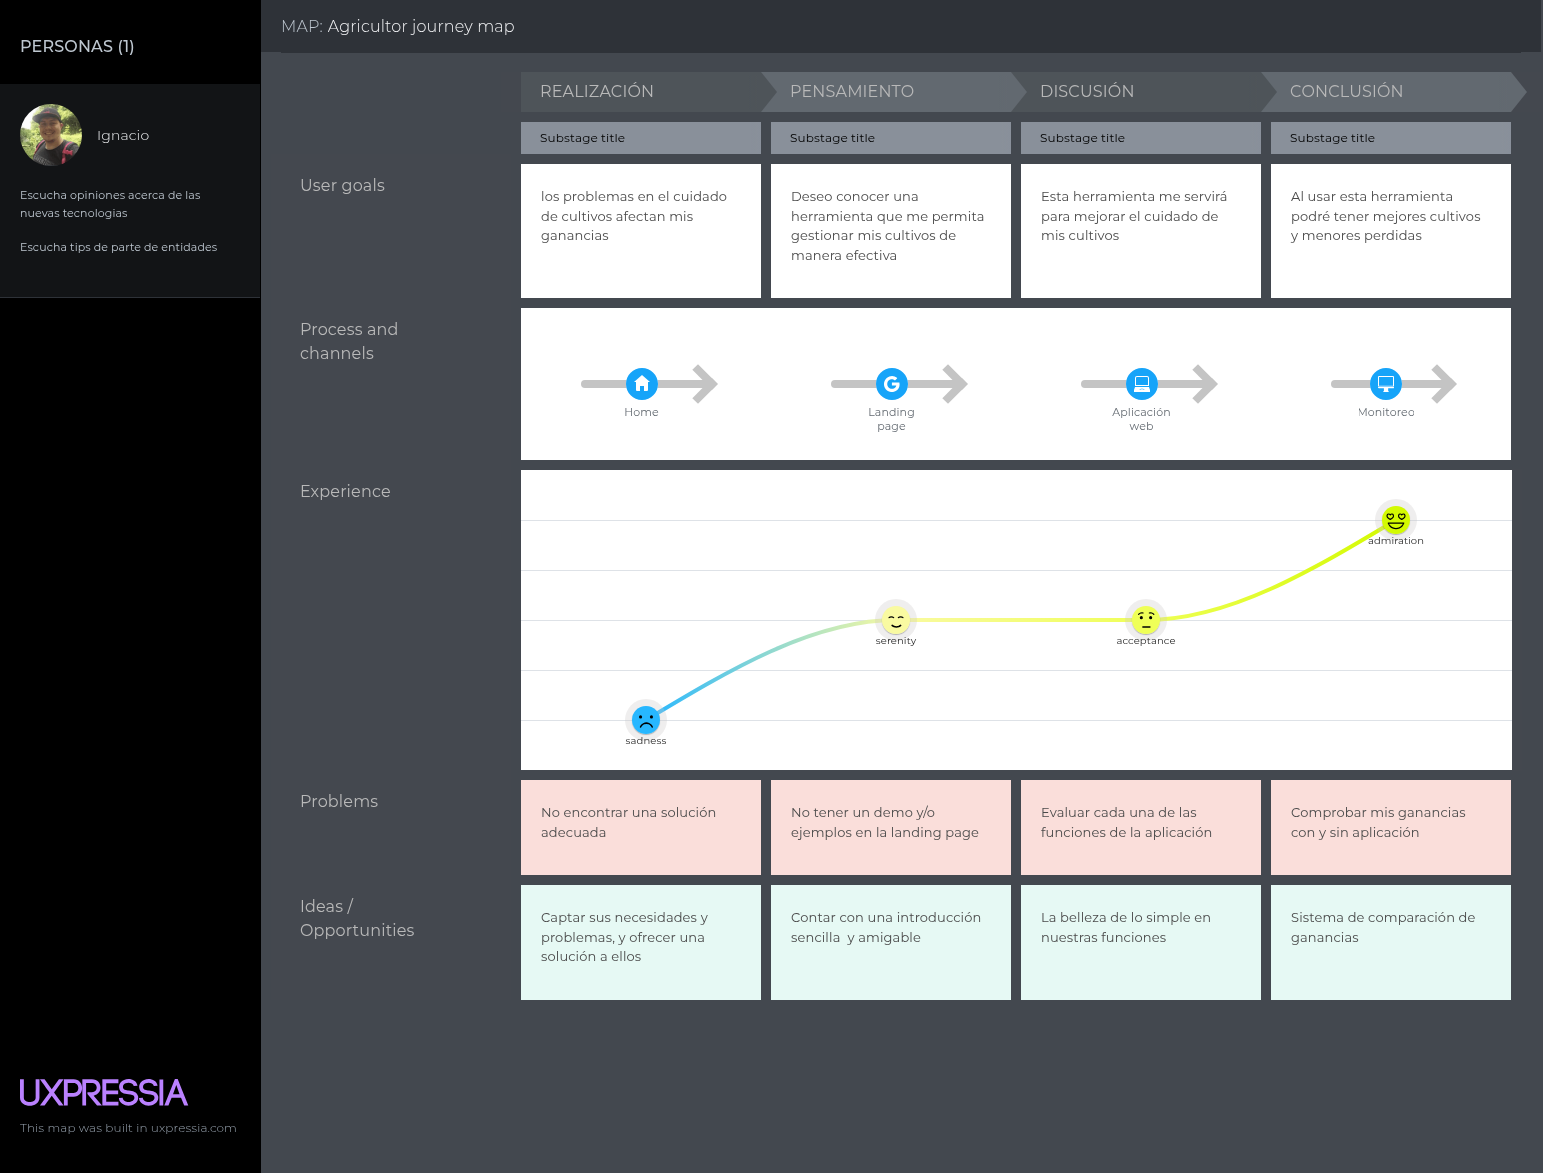 PERSONAS (1)
Ignacio
Escucha opiniones acerca de las
nuevas tecnologias
Escucha tips de parte de entidades
MAP: Agricultor journey map
REALIZACIÓN
PENSAMIENTO
DISCUSIÓN
CONCLUSIÓN
Substage title
Substage title
Substage title
Substage title
User goals
los problemas en el cuidado
de cultivos afectan mis
ganancias
Deseo conocer una
herramienta que me permita
gestionar mis cultivos de
manera efectiva
Esta herramienta me servirá
para mejorar el cuidado de
mis cultivos
Al usar esta herramienta
podré tener mejores cultivos
y menores perdidas
Process and
channels
Home
Landing
page
Aplicación
web
Monitoreo
Experience
sadness
serenity
acceptance
admiration
Problems
No encontrar una solución
adecuada
No tener un demo y/o
ejemplos en la landing page
Evaluar cada una de las
funciones de la aplicación
Comprobar mis ganancias
con y sin aplicación
Ideas /
Opportunities
Captar sus necesidades y
problemas, y ofrecer una
solución a ellos
Contar con una introducción
sencilla  y amigable
La belleza de lo simple en
nuestras funciones
Sistema de comparación de
ganancias
UXPRESSIA
This map was built in uxpressia.com